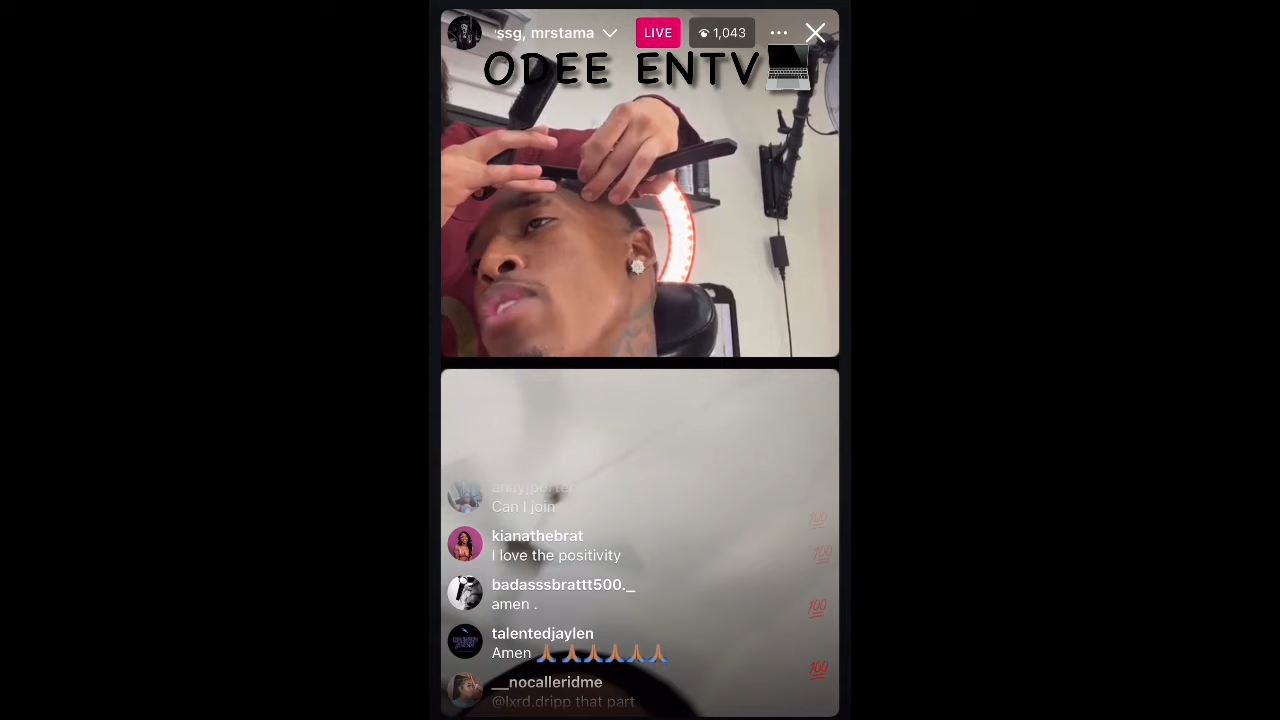 ssg, mrstama
LIVE
1,043
ODEE ENTV
anayjporter
Can I join
kianathebrat
I love the positivity
badasssbrattt500._
amen .
talentedjaylen
Amen 🙏🏽🙏🏽🙏🏽🙏🏽🙏🏽🙏🏽
__nocalleridme
@lxrd.dripp that part
💯
💯
💯
💯